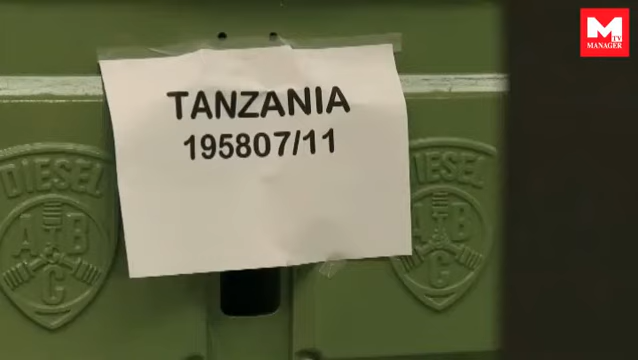 M
TV
MANAGER
TANZANIA
195807/11
DIESEL
A B
C
DIESEL
A B
C